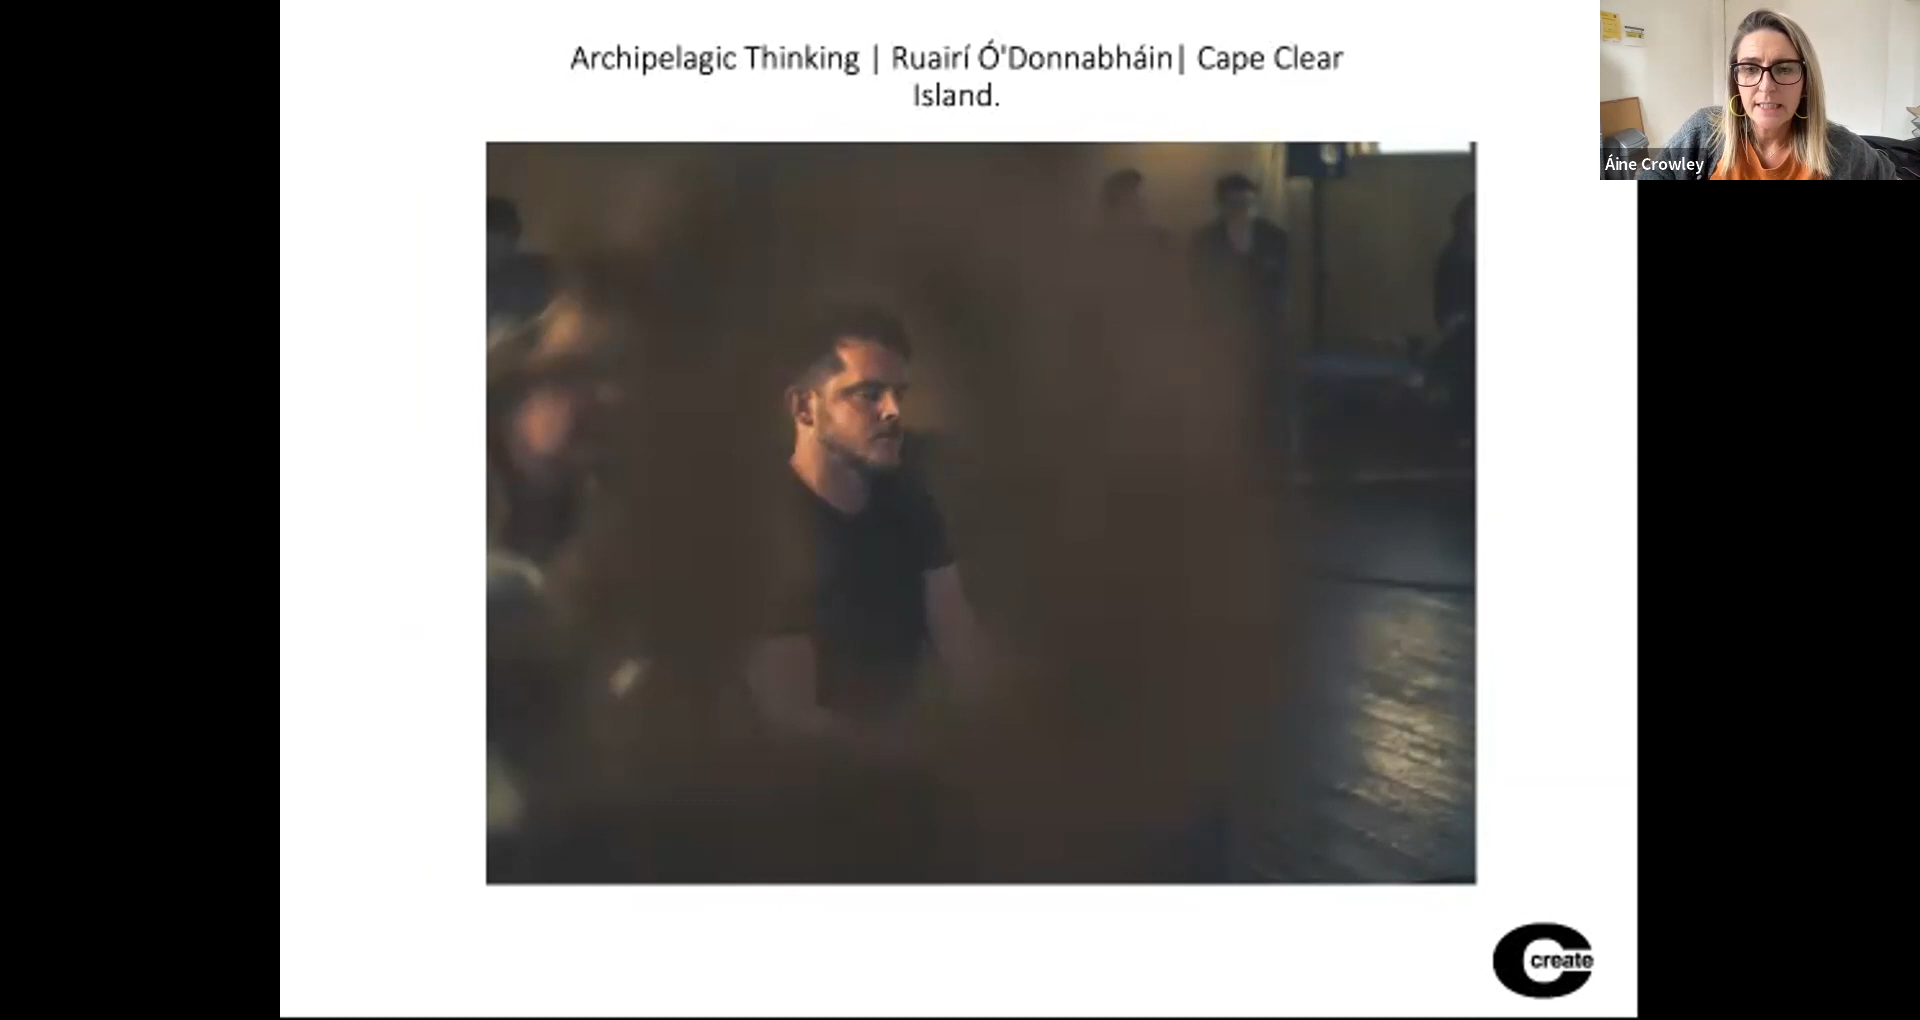 Archipelagic Thinking | Ruairí Ó'Donnabháin| Cape Clear
Island.
Áine Crowley
create